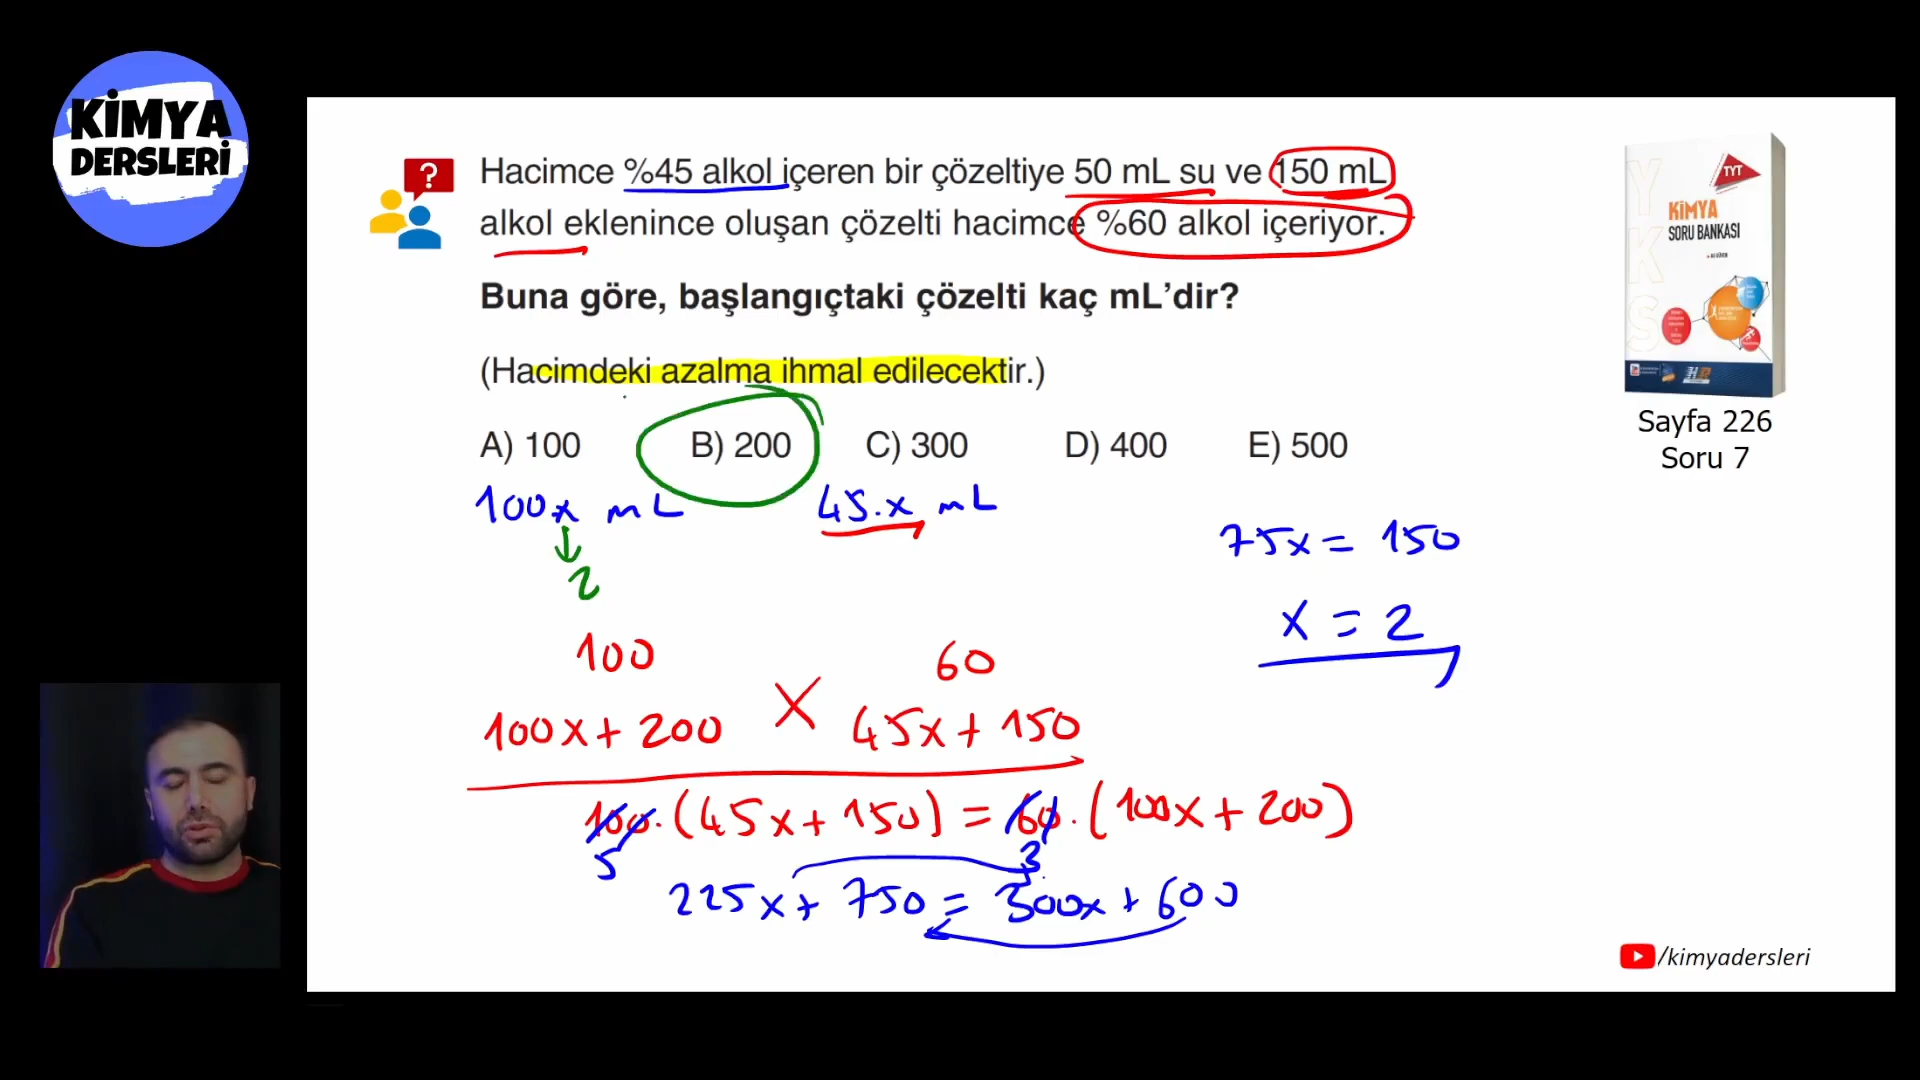 KİMYA
DERSLERİ
?
Hacimce %45 alkol içeren bir çözeltiye 50 mL su ve 150 mL
alkol eklenince oluşan çözelti hacimce %60 alkol içeriyor.
Buna göre, başlangıçtaki çözelti kaç mL'dir?
(Hacimdeki azalma ihmal edilecektir.)
A) 100 B) 200 C) 300 D) 400 E) 500
100x mL 45.x mL
2
100 60
100x + 200 X 45x + 150
100.(45x + 150) = 60.(100x + 200)
5 3
225x + 750 = 300x + 600
75x = 150
x = 2
YKS
TYT
KİMYA
SORU BANKASI
Sayfa 226
Soru 7
/kimyadersleri